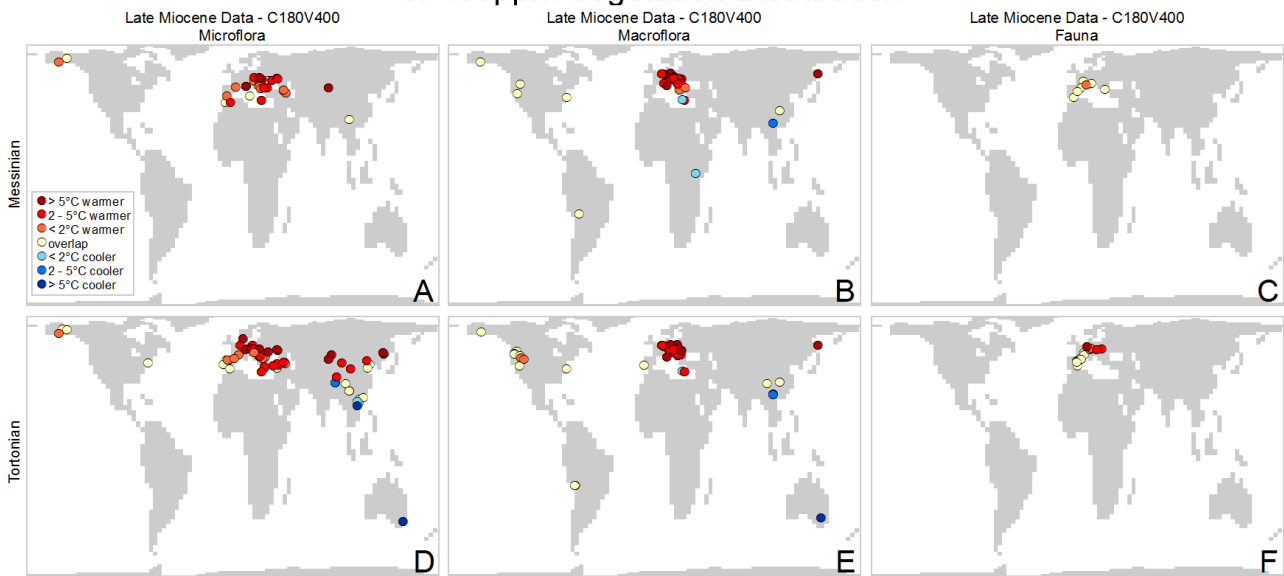 Late Miocene Data - C180V400
Microflora
Late Miocene Data - C180V400
Macroflora
Late Miocene Data - C180V400
Fauna
Messinian
> 5°C warmer
2 - 5°C warmer
< 2°C warmer
overlap
< 2°C cooler
2 - 5°C cooler
> 5°C cooler
A
B
C
Tortonian
D
E
F